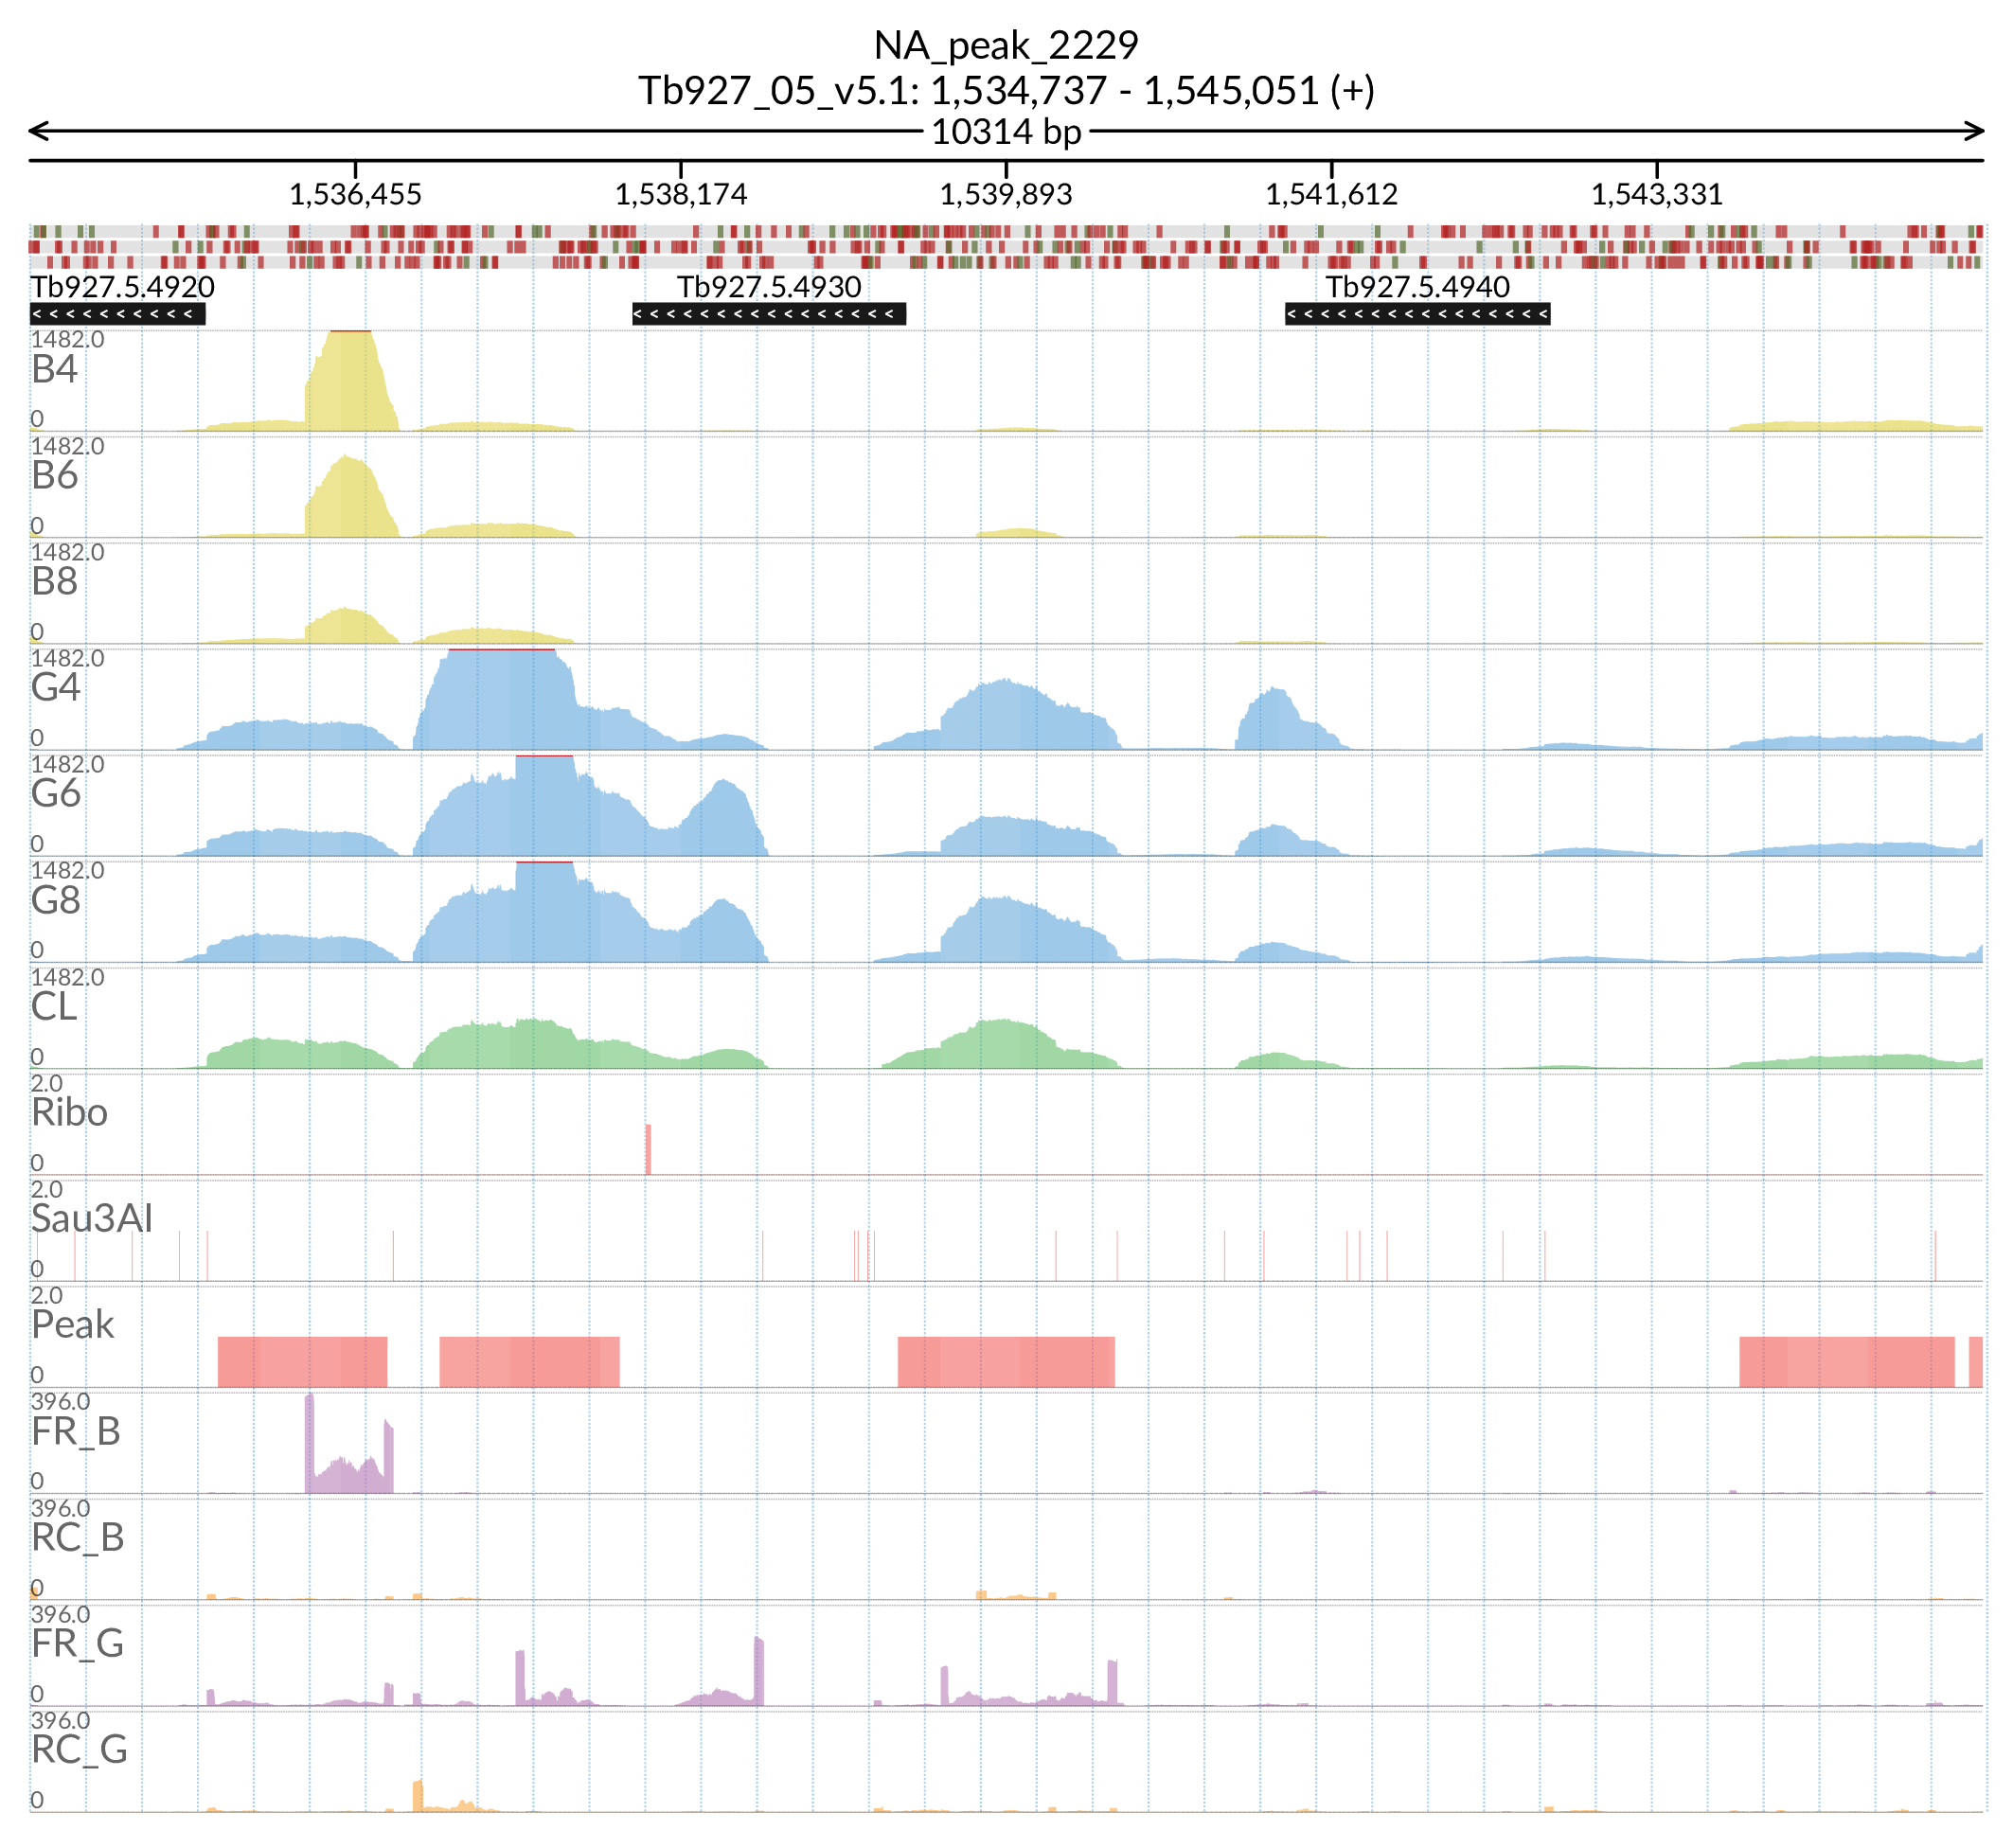 NA_peak_2229
Tb927_05_v5.1: 1,534,737 - 1,545,051 (+)
10314 bp
1,536,455 1,538,174 1,539,893 1,541,612 1,543,331
Tb927.5.4920 Tb927.5.4930 Tb927.5.4940
1482.0
B4
0
1482.0
B6
0
1482.0
B8
0
1482.0
G4
0
1482.0
G6
0
1482.0
G8
0
1482.0
CL
0
2.0
Ribo
0
2.0
Sau3AI
0
2.0
Peak
0
396.0
FR_B
0
396.0
RC_B
0
396.0
FR_G
0
396.0
RC_G
0